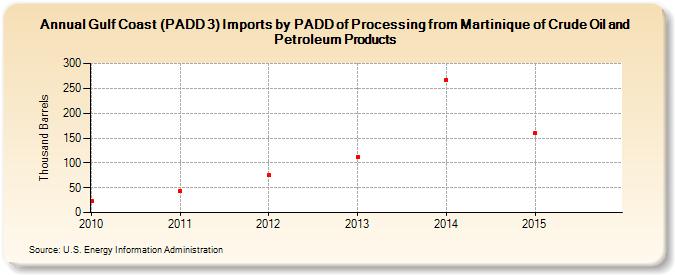 Annual Gulf Coast (PADD 3) Imports by PADD of Processing from Martinique of Crude Oil and
Petroleum Products
Thousand Barrels
300
250
200
150
100
50
0
2010 2011 2012 2013 2014 2015
Source: U.S. Energy Information Administration